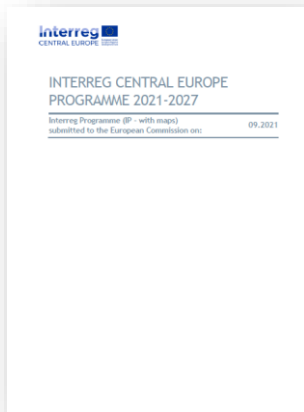 Interreg
CENTRAL EUROPE
INTERREG CENTRAL EUROPE
PROGRAMME 2021-2027
Interreg Programme (IP - with maps)
submitted to the European Commission on:
09.2021